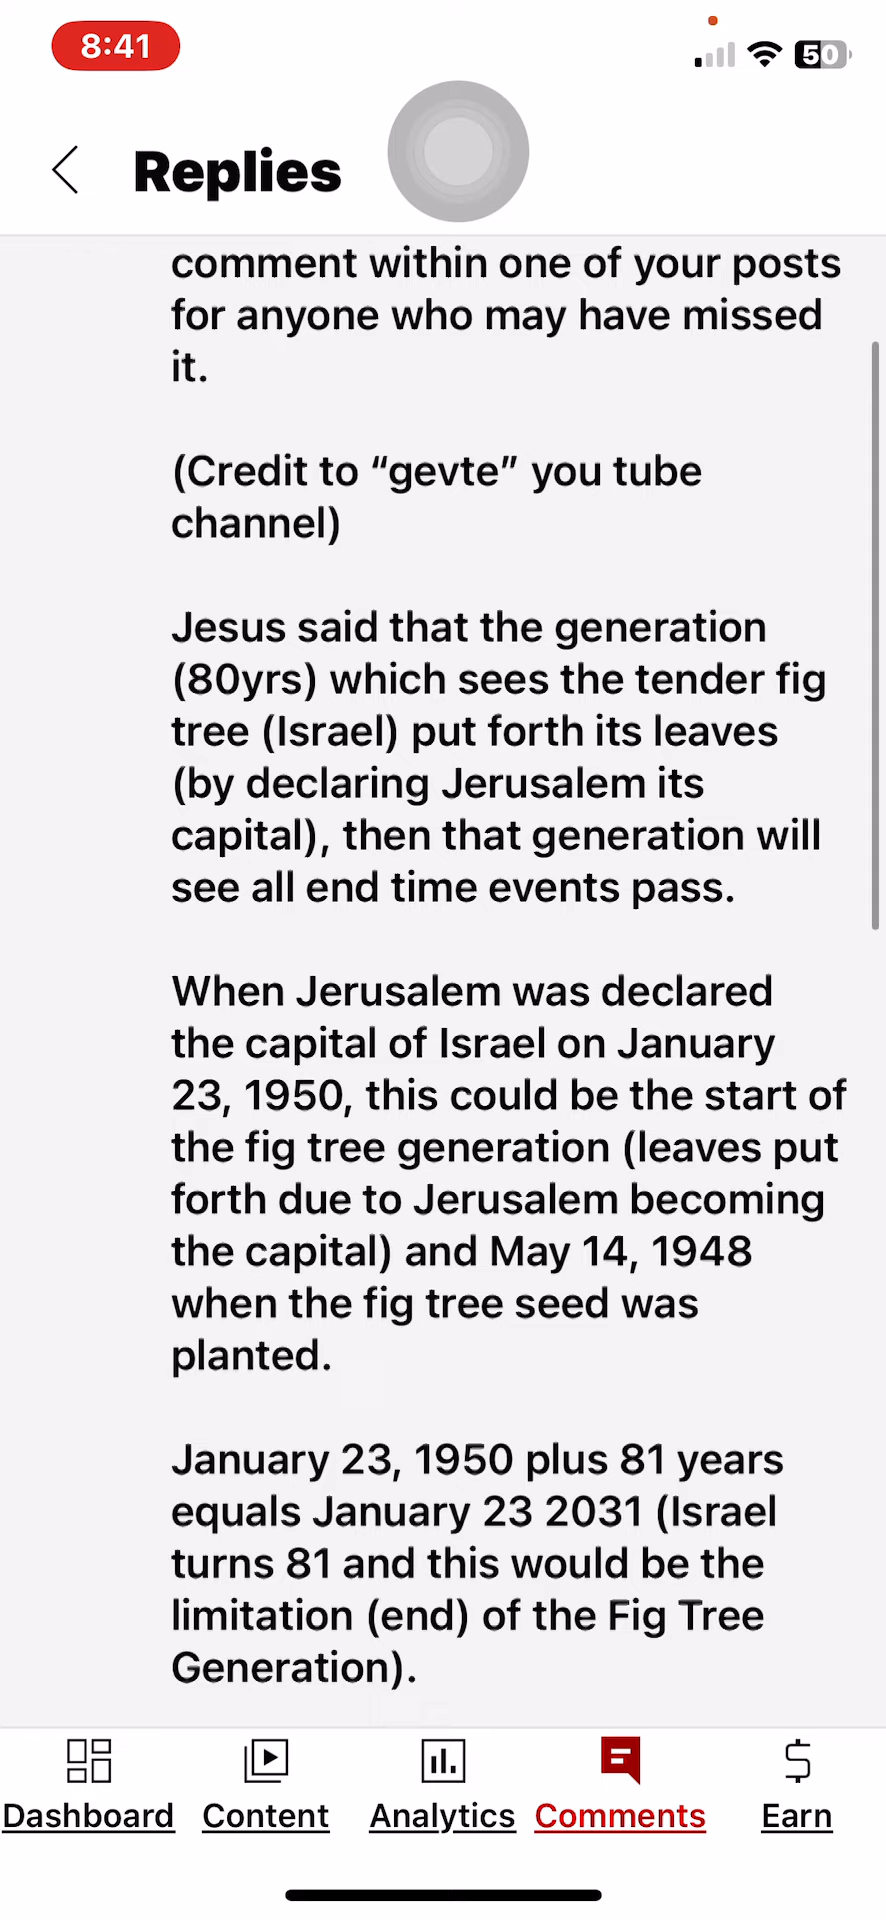 8:41
50
Replies
comment within one of your posts
for anyone who may have missed
it.
(Credit to “gevte” you tube
channel)
Jesus said that the generation
(80yrs) which sees the tender fig
tree (Israel) put forth its leaves
(by declaring Jerusalem its
capital), then that generation will
see all end time events pass.
When Jerusalem was declared
the capital of Israel on January
23, 1950, this could be the start of
the fig tree generation (leaves put
forth due to Jerusalem becoming
the capital) and May 14, 1948
when the fig tree seed was
planted.
January 23, 1950 plus 81 years
equals January 23 2031 (Israel
turns 81 and this would be the
limitation (end) of the Fig Tree
Generation).
Dashboard Content Analytics Comments Earn